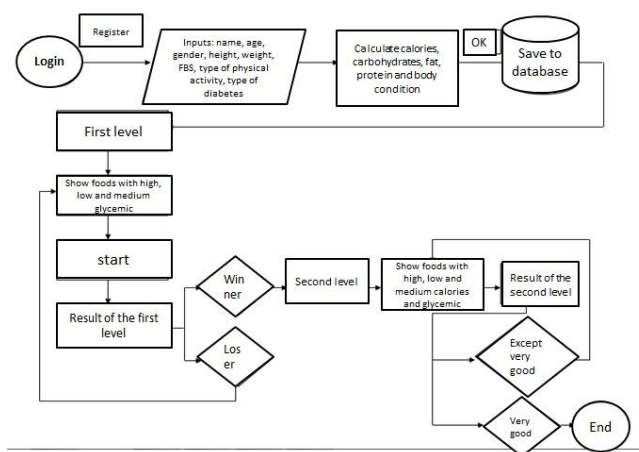 Register
Login
Inputs: name, age,
gender, height, weight,
FBS, type of physical
activity, type of
diabetes
Calculate calories,
carbohydrates, fat,
protein and body
condition
OK
Save to
database
First level
Show foods with high,
low and medium
glycemic
start
Result of the first
level
Win
ner
Los
er
Second level
Show foods with
high, low and
medium calories
and glycemic
Result of the
second level
Except
very
good
Very
good
End